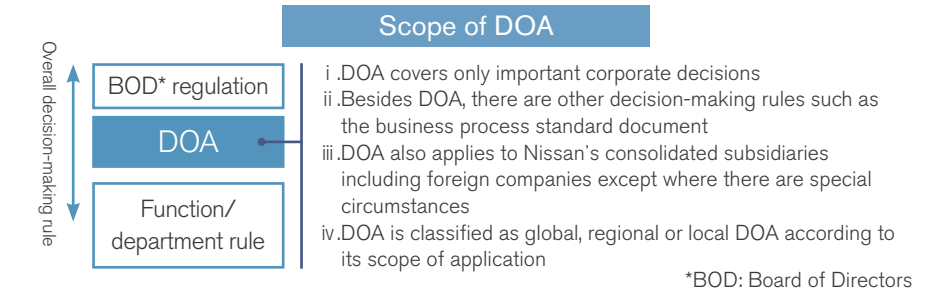 Scope of DOA
Overall decision-making rule
BOD* regulation
DOA
Function/
department rule
i .DOA covers only important corporate decisions
ii .Besides DOA, there are other decision-making rules such as
the business process standard document
iii .DOA also applies to Nissan's consolidated subsidiaries
including foreign companies except where there are special
circumstances
iv .DOA is classified as global, regional or local DOA according to
its scope of application
*BOD: Board of Directors